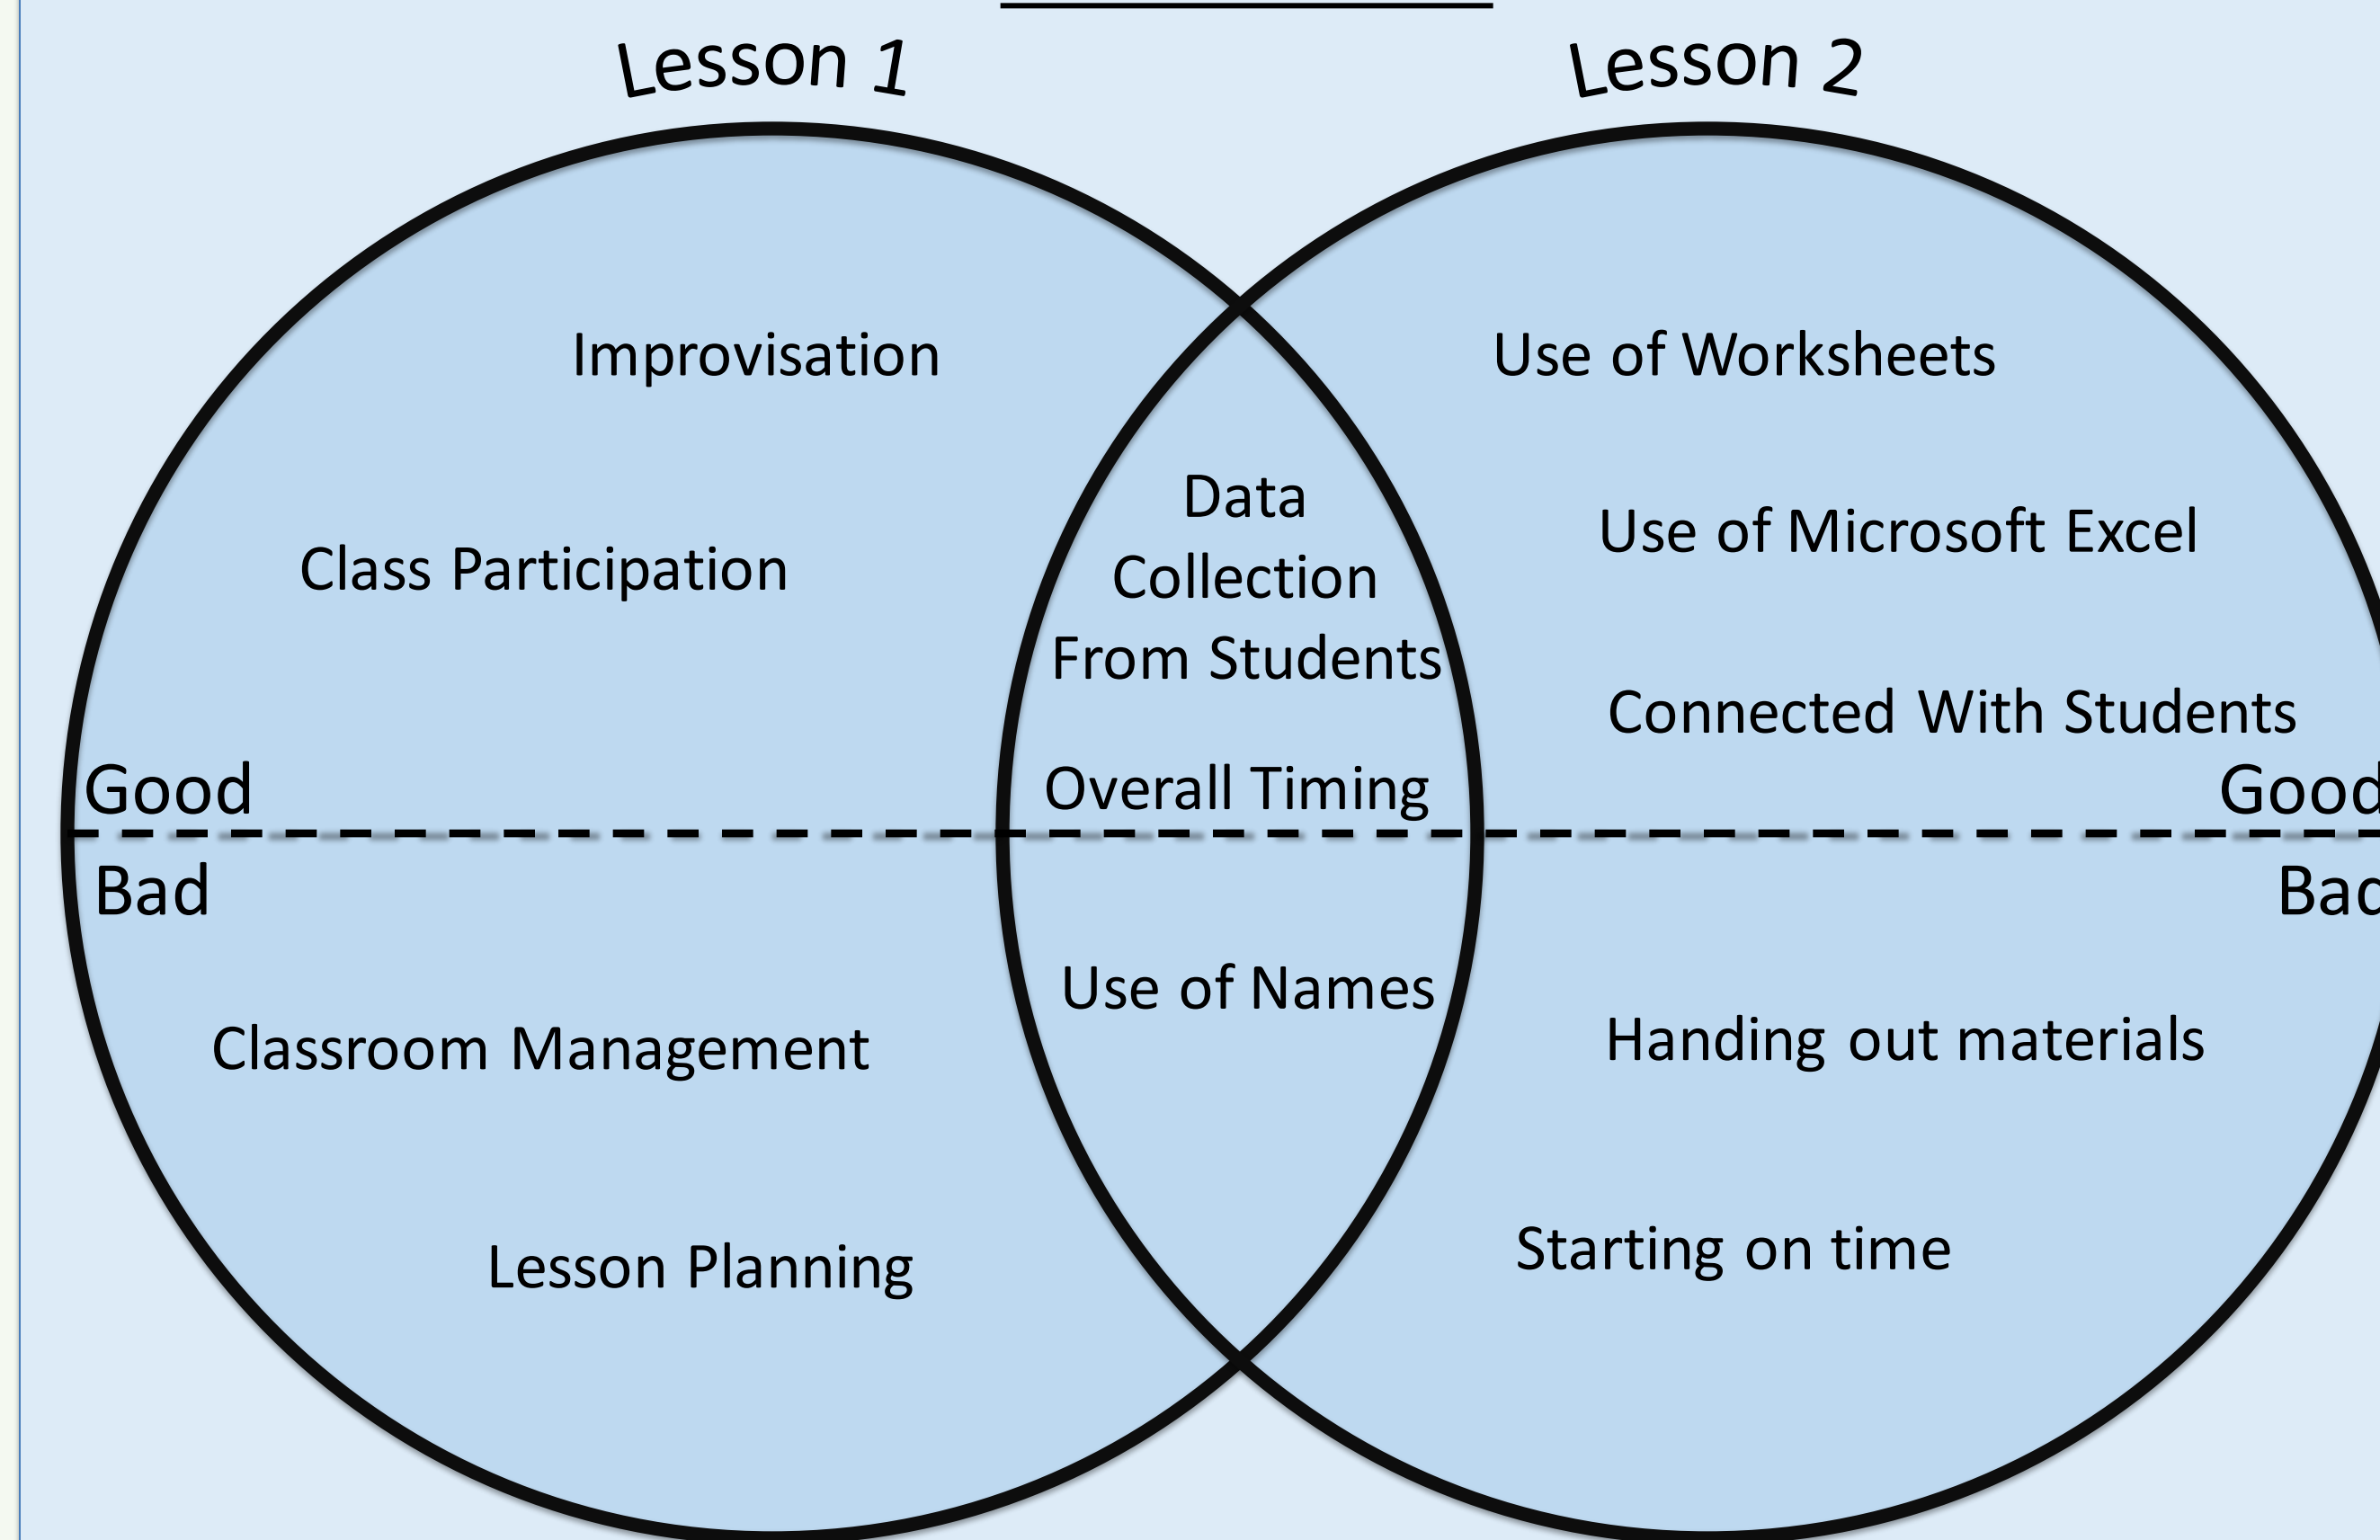 Lesson 1
Lesson 2
Improvisation
Use of Worksheets
Data
Collection
From Students
Use of Microsoft Excel
Class Participation
Connected With Students
Overall Timing
Good
Good
Bad
Bad
Use of Names
Classroom Management
Handing out materials
Lesson Planning
Starting on time